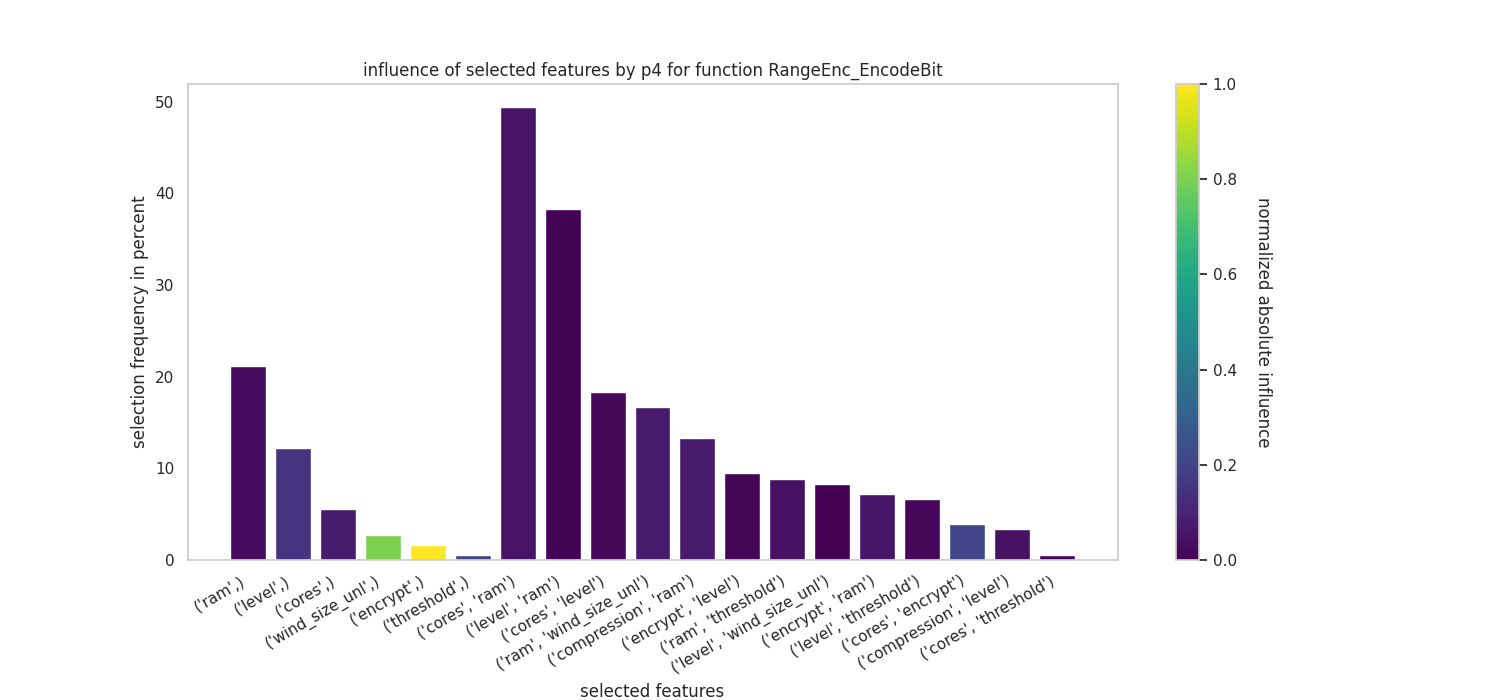 influence of selected features by p4 for function RangeEnc_EncodeBit
selection frequency in percent
50
40
30
20
10
0
('ram',)
('level',)
('cores',)
('wind_size_unl',)
('encrypt',)
('threshold',)
('cores', 'ram')
('level', 'ram')
('cores', 'level')
('ram', 'wind_size_unl')
('compression', 'ram')
('encrypt', 'level')
('ram', 'threshold')
('level', 'wind_size_unl')
('encrypt', 'ram')
('level', 'threshold')
('cores', 'encrypt')
('compression', 'level')
('cores', 'threshold')
selected features
1.0
0.8
0.6
0.4
0.2
0.0
normalized absolute influence